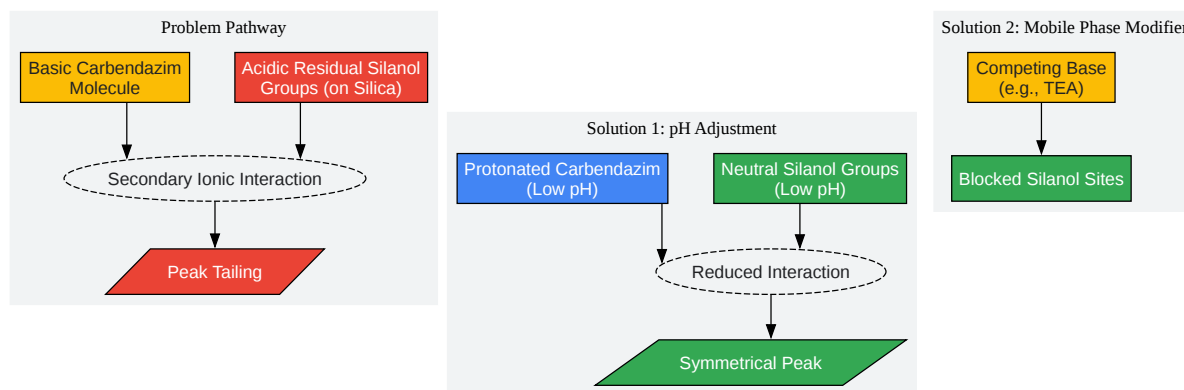 Problem Pathway
Basic Carbendazim
Molecule
Acidic Residual Silanol
Groups (on Silica)
Secondary Ionic Interaction
Peak Tailing
Solution 1: pH Adjustment
Protonated Carbendazim
(Low pH)
Neutral Silanol Groups
(Low pH)
Reduced Interaction
Symmetrical Peak
Solution 2: Mobile Phase Modifier
Competing Base
(e.g., TEA)
Blocked Silanol Sites